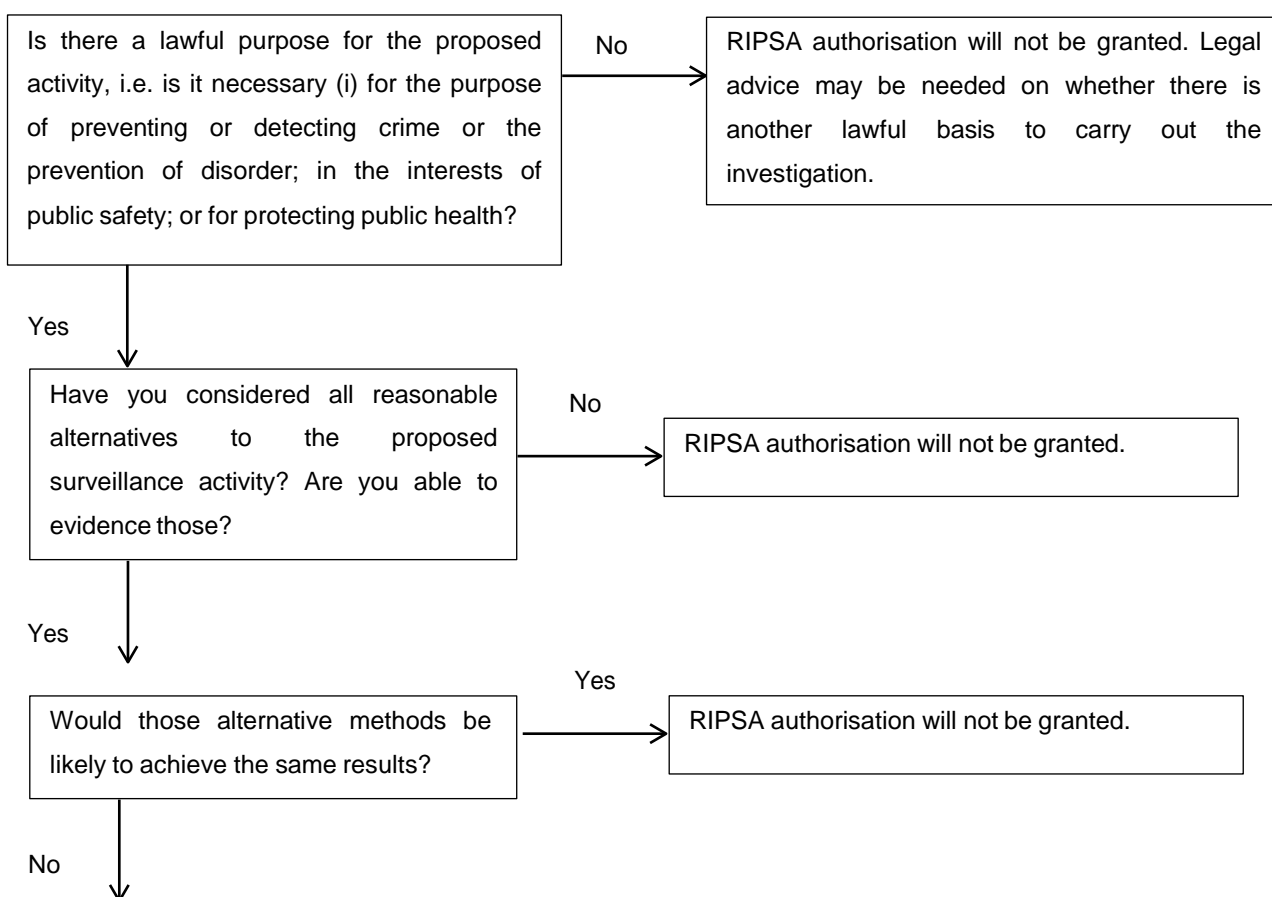 Is there a lawful purpose for the proposed
activity, i.e. is it necessary (i) for the purpose
of preventing or detecting crime or the
prevention of disorder; in the interests of
public safety; or for protecting public health?
No
RIPSA authorisation will not be granted. Legal
advice may be needed on whether there is
another lawful basis to carry out the
investigation.
Yes
Have you considered all reasonable
alternatives to the proposed
surveillance activity? Are you able to
evidence those?
No
RIPSA authorisation will not be granted.
Yes
Would those alternative methods be
likely to achieve the same results?
Yes
RIPSA authorisation will not be granted.
No